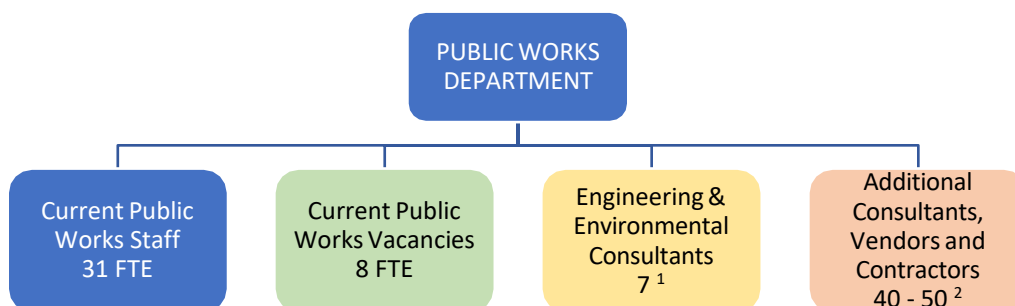 PUBLIC WORKS
DEPARTMENT
Current Public
Works Staff
31 FTE
Current Public
Works Vacancies
8 FTE
Engineering &
Environmental
Consultants
7 1
Additional
Consultants,
Vendors and
Contractors
40 - 50 2